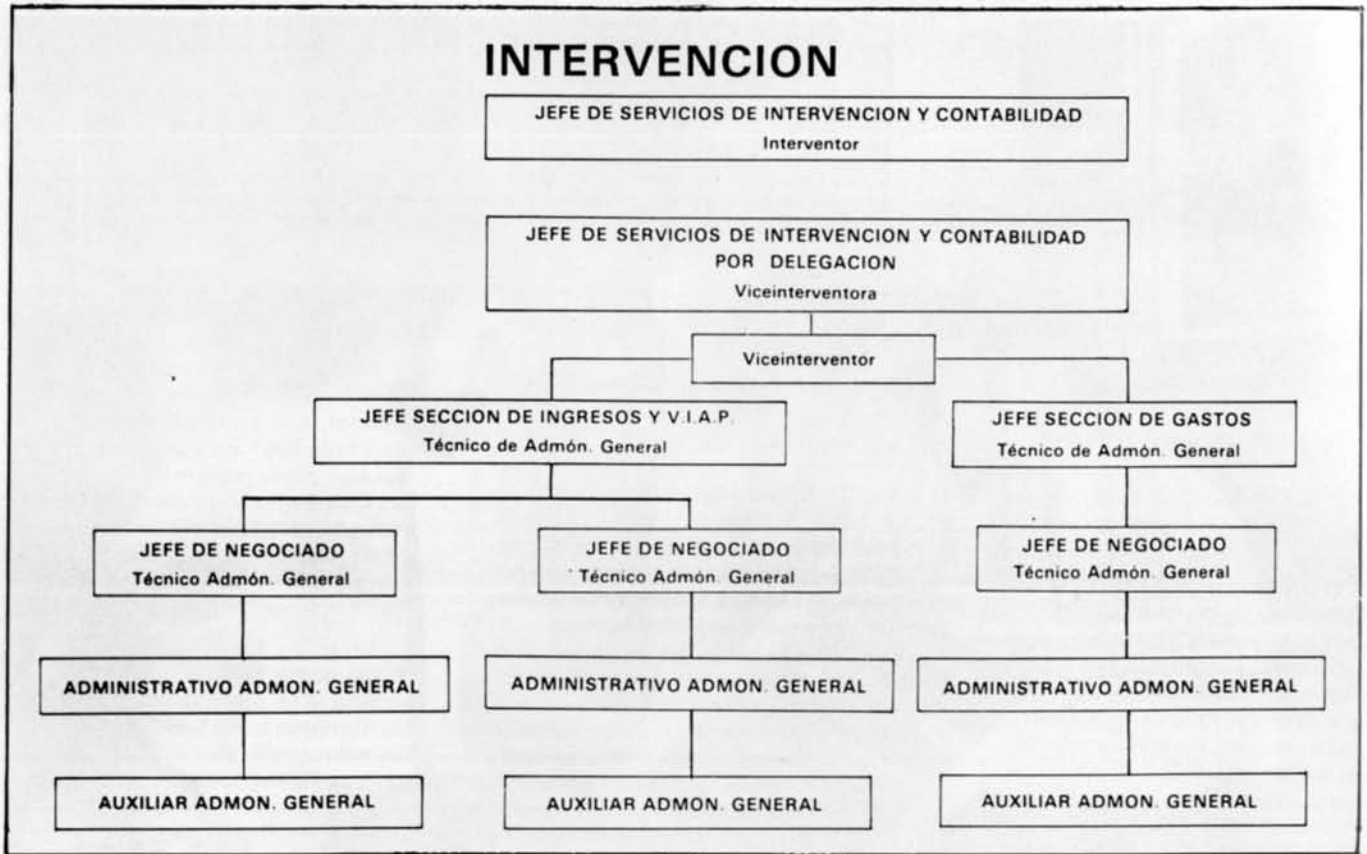 INTERVENCION
JEFE DE SERVICIOS DE INTERVENCION Y CONTABILIDAD
Interventor
JEFE DE SERVICIOS DE INTERVENCION Y CONTABILIDAD
POR DELEGACION
Viceinterventora
Viceinterventor
JEFE SECCION DE INGRESOS Y V.I.A.P.
Técnico de Admón. General
JEFE SECCION DE GASTOS
Técnico de Admón. General
JEFE DE NEGOCIADO
Técnico Admón. General
JEFE DE NEGOCIADO
Técnico Admón. General
JEFE DE NEGOCIADO
Técnico Admón. General
ADMINISTRATIVO ADMON. GENERAL
ADMINISTRATIVO ADMON. GENERAL
ADMINISTRATIVO ADMON. GENERAL
AUXILIAR ADMON. GENERAL
AUXILIAR ADMON. GENERAL
AUXILIAR ADMON. GENERAL